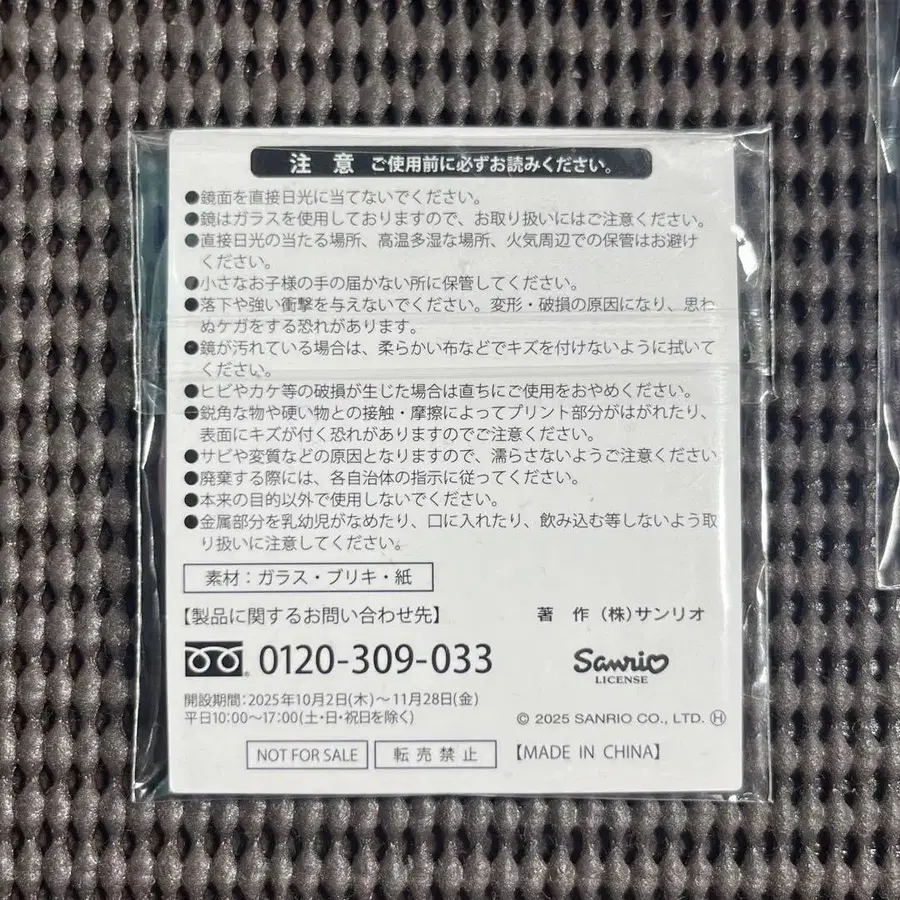 注意 ご使用前に必ずお読みください。
●鏡面を直接日光に当てないでください。
●鏡はガラスを使用しておりますので、お取り扱いにはご注意ください。
●直接日光の当たる場所、高温多湿な場所、火気周辺での保管はお避け
ください。
●小さなお子様の手の届かない所に保管してください。
●落下や強い衝撃を与えないでください。変形・破損の原因になり、思わ
ぬケガをする恐れがあります。
●鏡が汚れている場合は、柔らかい布などでキズを付けないように拭いて
ください。
●ヒビやカケ等の破損が生じた場合は直ちにご使用をおやめください。
●鋭角な物や硬い物との接触・摩擦によってプリント部分がはがれたり、
表面にキズが付く恐れがありますのでご注意ください。
●サビや変質などの原因となりますので、濡らさないようご注意ください
●廃棄する際には、各自治体の指示に従ってください。
●本来の目的以外で使用しないでください。
●金属部分を乳幼児がなめたり、口に入れたり、飲み込む等しないよう取
り扱いに注意してください。
素材：ガラス・ブリキ・紙
【製品に関するお問い合わせ先】 著 作 (株)サンリオ
0120-309-033 Sanrio
LICENSE
開設期間：2025年10月2日(木)～11月28日(金)
平日10:00～17:00(土・日・祝日を除く) © 2025 SANRIO CO., LTD. Ⓗ
NOT FOR SALE 転売禁止 【MADE IN CHINA】